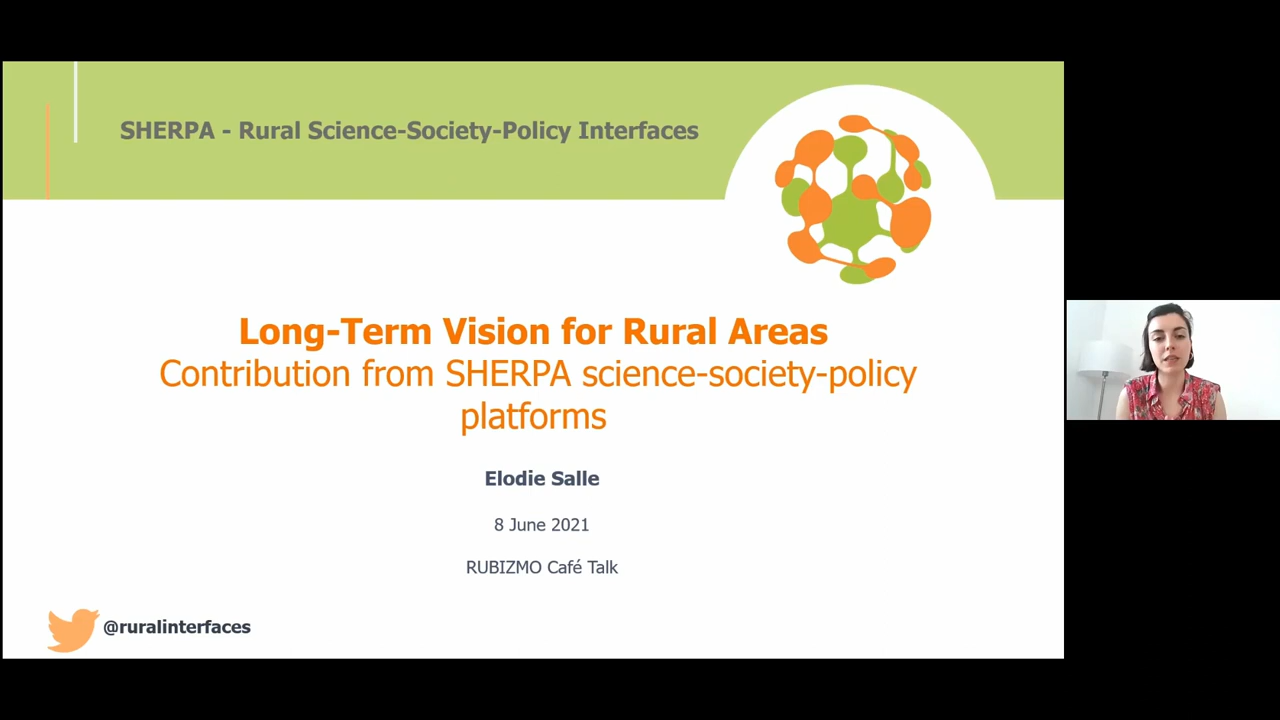 SHERPA - Rural Science-Society-Policy Interfaces
Long-Term Vision for Rural Areas
Contribution from SHERPA science-society-policy
platforms
Elodie Salle
8 June 2021
RUBIZMO Café Talk
@ruralinterfaces